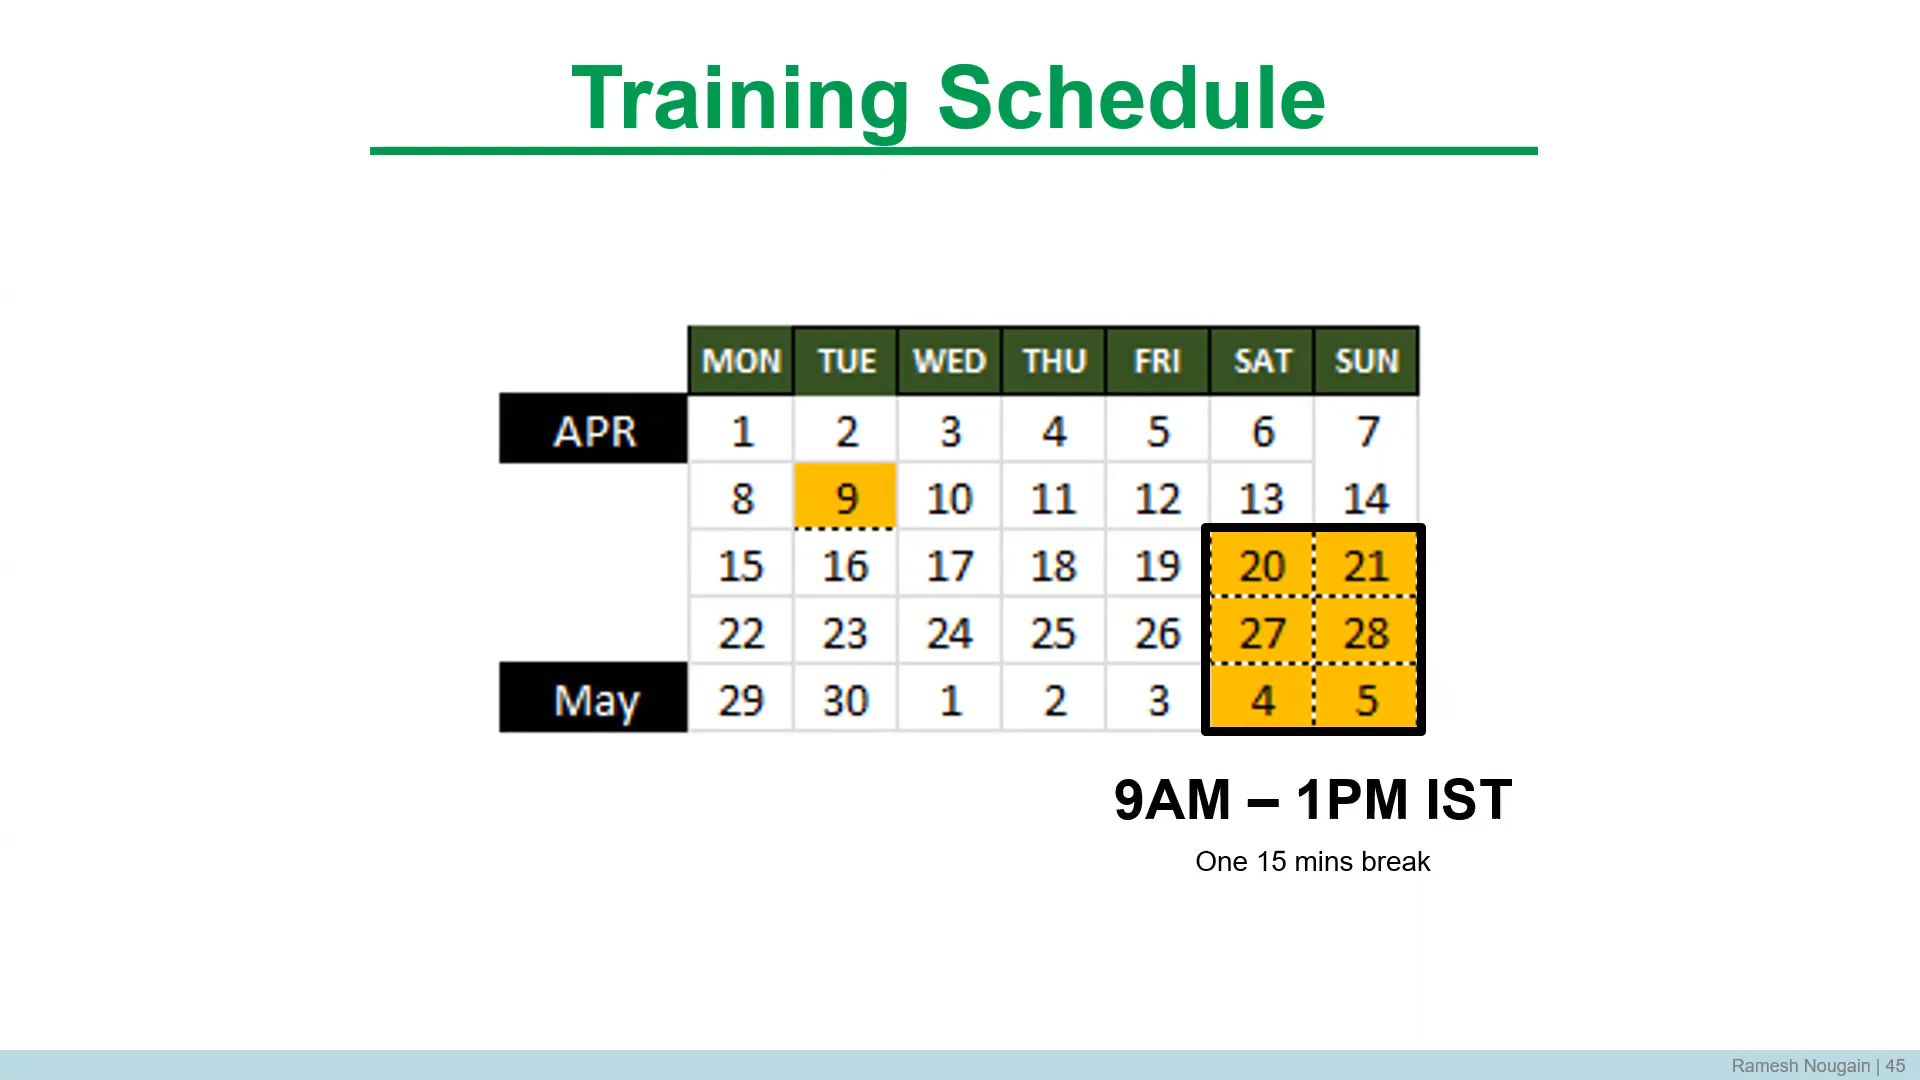 Training Schedule
MON TUE WED THU FRI SAT SUN
APR 1 2 3 4 5 6 7
8 9 10 11 12 13 14
15 16 17 18 19 20 21
22 23 24 25 26 27 28
May 29 30 1 2 3 4 5
9AM – 1PM IST
One 15 mins break
Ramesh Nougain | 45